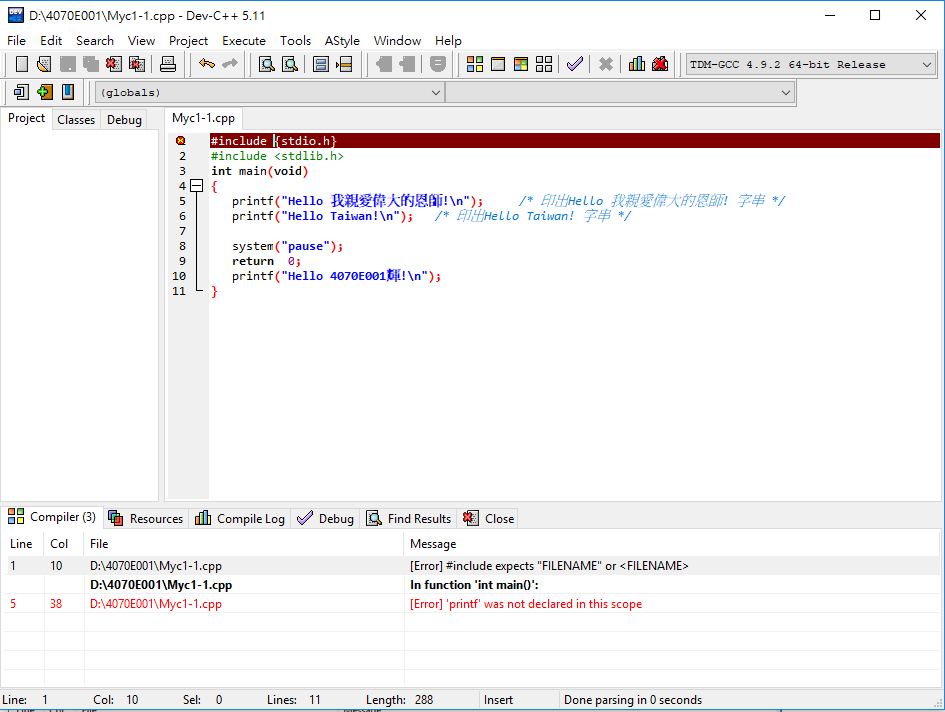 D:\4070E001\Myc1-1.cpp - Dev-C++ 5.11
File Edit Search View Project Execute Tools AStyle Window Help
TDM-GCC 4.9.2 64-bit Release
(globals)
Project Classes Debug Myc1-1.cpp
#include {stdio.h}
2 #include <stdlib.h>
3 int main(void)
4 {
5 printf("Hello 我親愛偉大的恩師!\n"); /* 印出Hello 我親愛偉大的恩師! 字串 */
6 printf("Hello Taiwan!\n"); /* 印出Hello Taiwan! 字串 */
7
8 system("pause");
9 return 0;
10 printf("Hello 4070E001輝!\n");
11 }
Compiler (3) Resources Compile Log Debug Find Results Close
Line Col File Message
1 10 D:\4070E001\Myc1-1.cpp [Error] #include expects "FILENAME" or <FILENAME>
D:\4070E001\Myc1-1.cpp In function 'int main()':
5 38 D:\4070E001\Myc1-1.cpp [Error] 'printf' was not declared in this scope
Line: 1 Col: 10 Sel: 0 Lines: 11 Length: 288 Insert Done parsing in 0 seconds